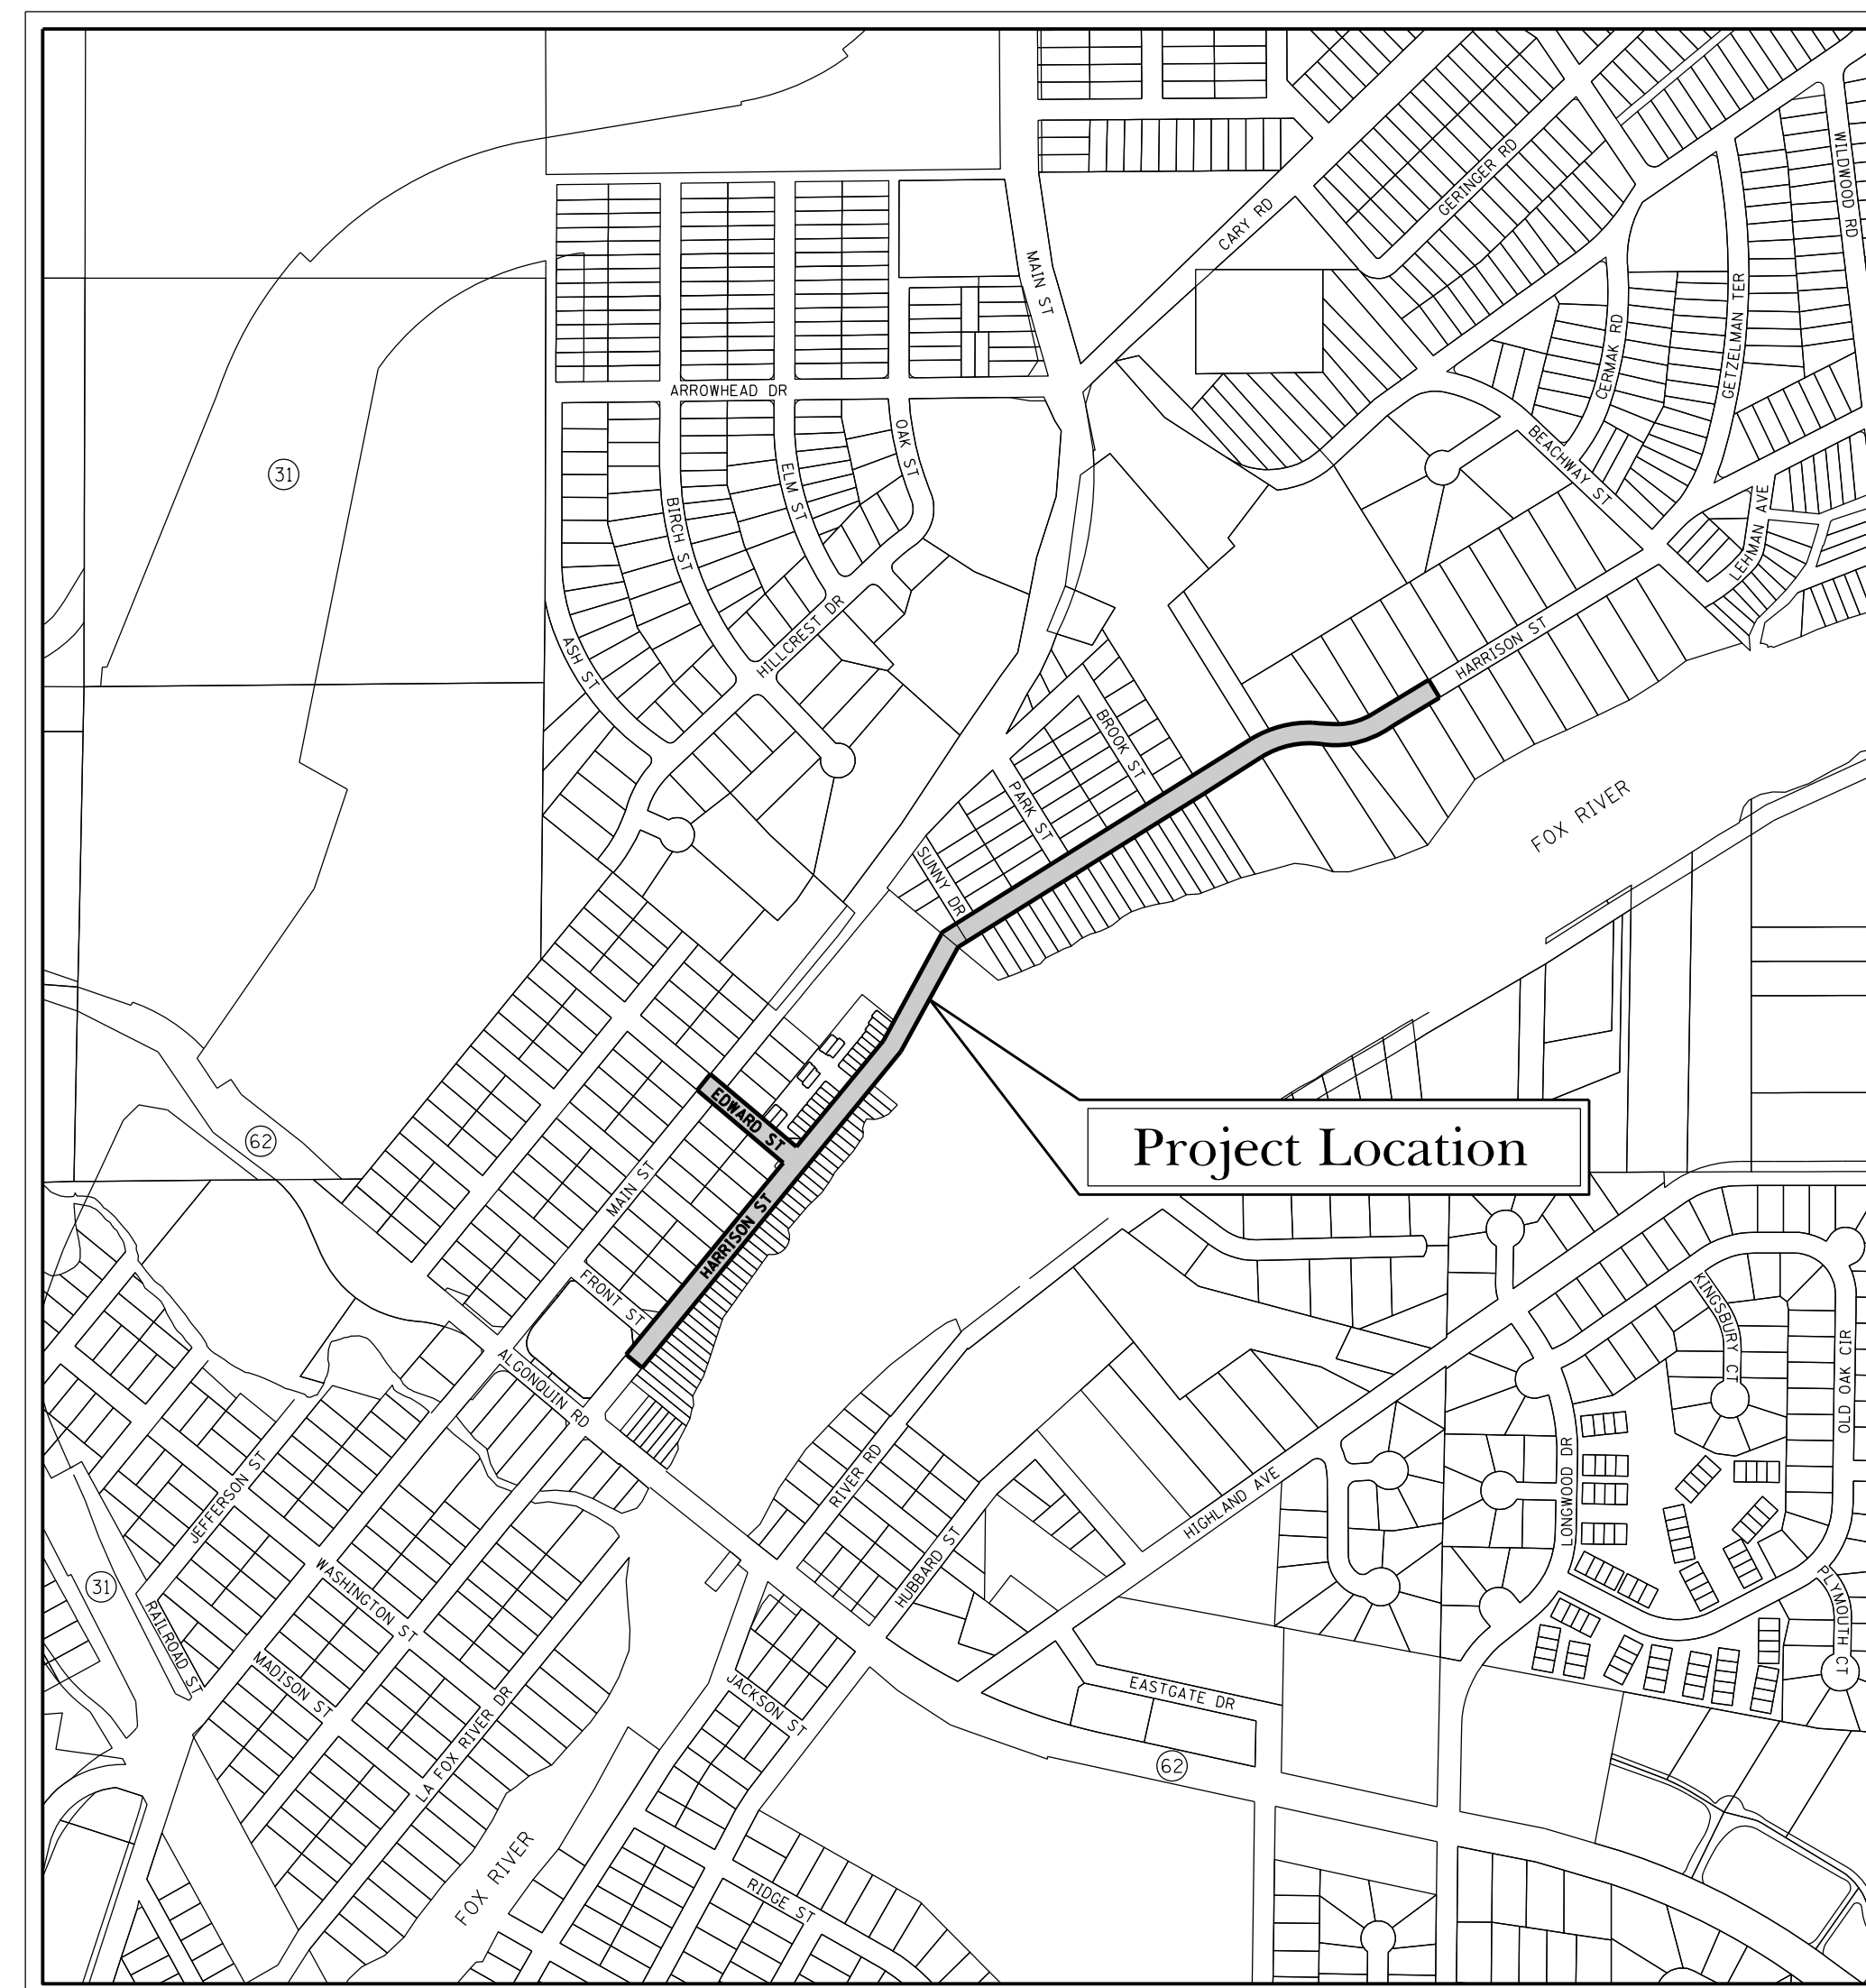 WILDWOOD RD
GERINGER RD
CARY RD
MAIN ST
GETZELMAN TER
CERMAK RD
ARROWHEAD DR
OAK ST
BEACHWAY ST
31
ELM ST
BIRCH ST
LEHMAN AVE
HILLCREST DR
ASH ST
HARRISON ST
BROOK ST
PARK ST
FOX RIVER
SUNNY DR
EDWARD ST
62
Project Location
MAIN ST
HARRISON ST
FRONT ST
KINGSBURY CT
OLD OAK CIR
ALGONQUIN RD
RIVER RD
JEFFERSON ST
HIGHLAND AVE
LONGWOOD DR
HUBBARD ST
31
WASHINGTON ST
RAILROAD ST
PLYMOUTH CT
MADISON ST
JACKSON ST
EASTGATE DR
LA FOX RIVER DR
62
FOX RIVER
RIDGE ST